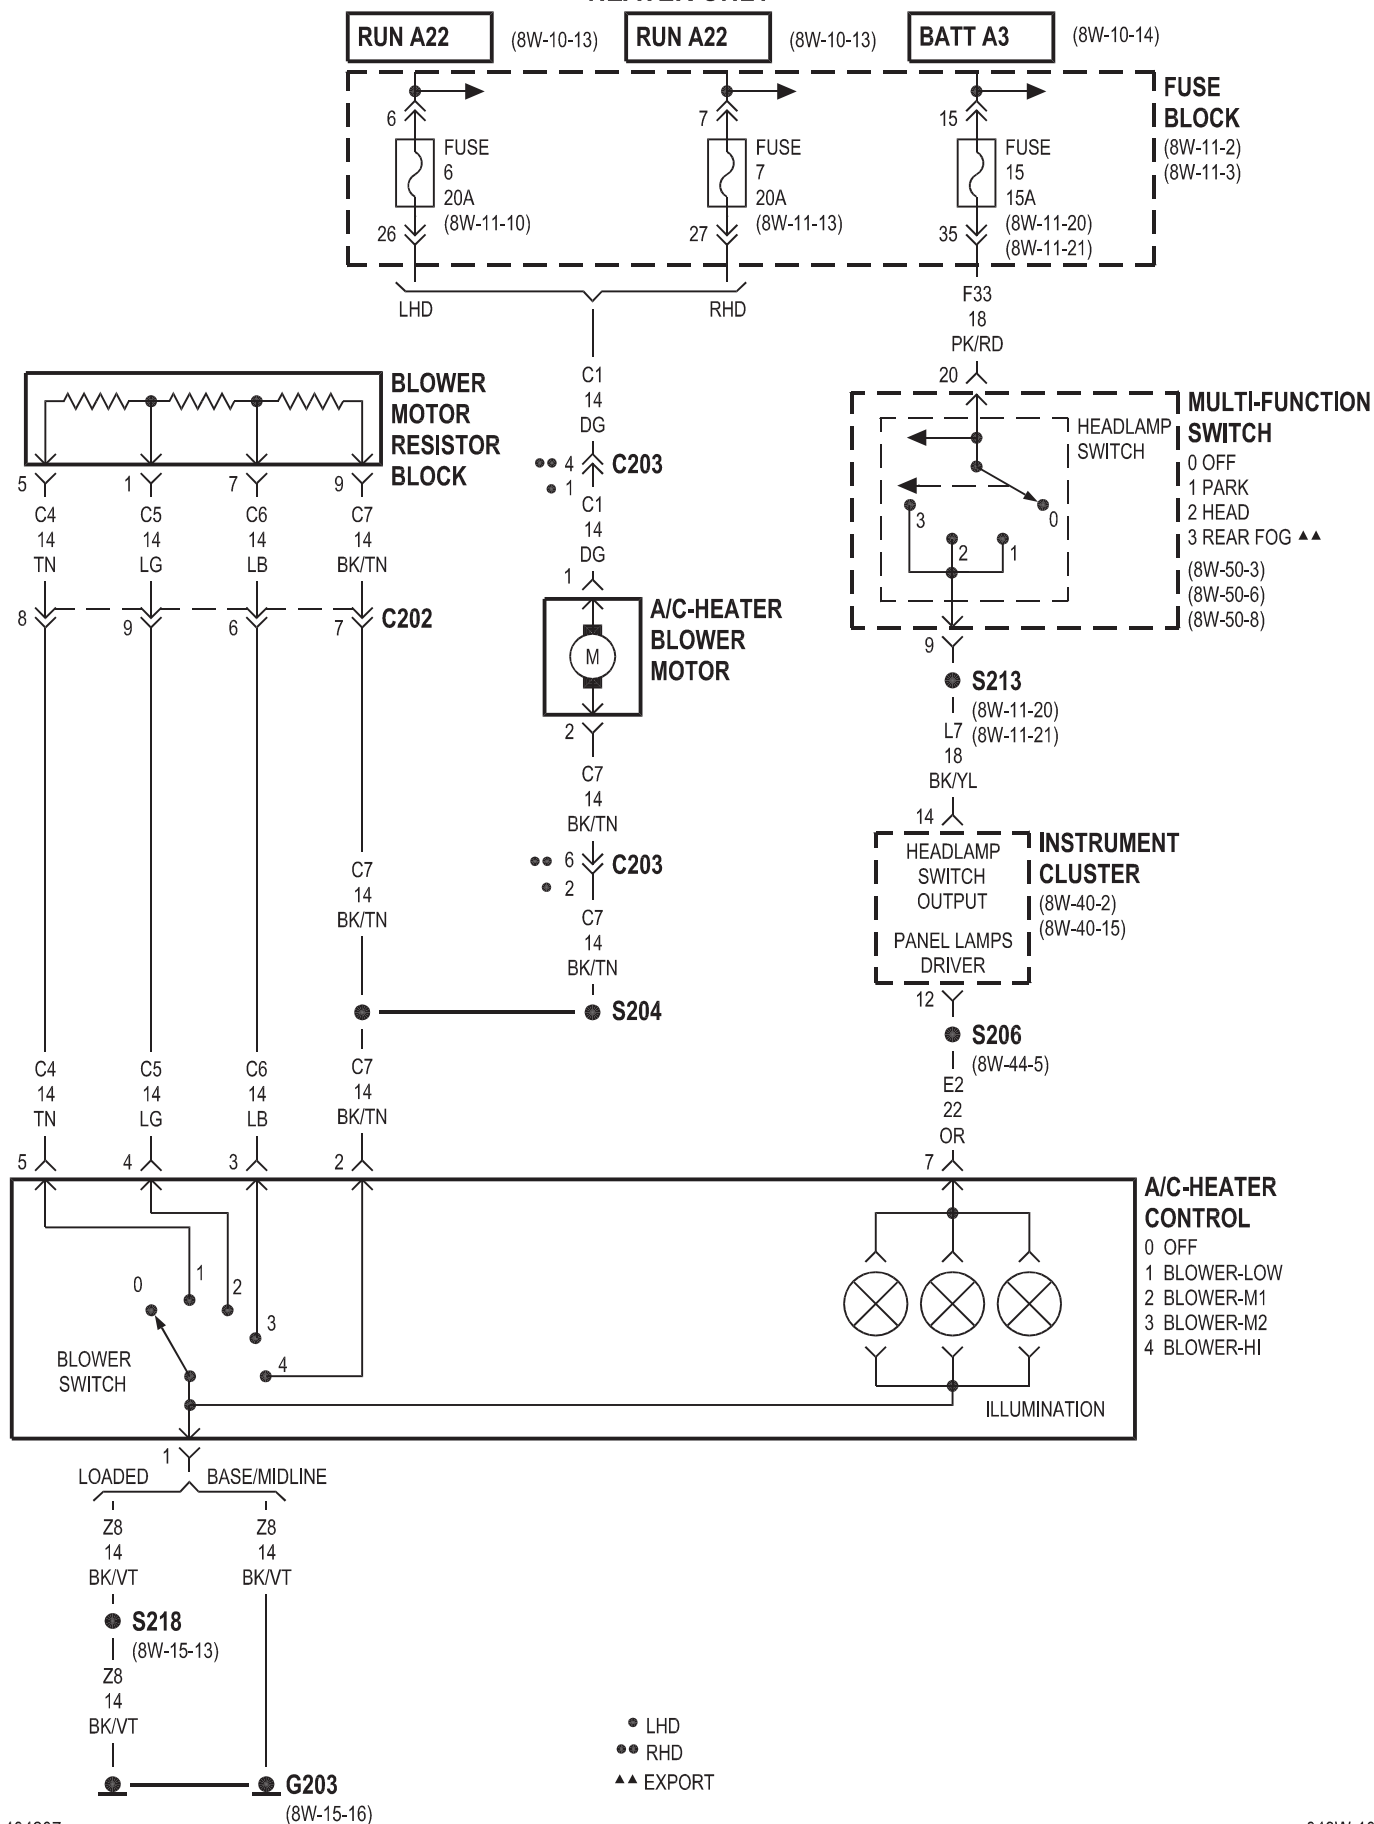 RUN A22
(8W-10-13)
RUN A22
(8W-10-13)
BATT A3
(8W-10-14)
FUSE
BLOCK
(8W-11-2)
(8W-11-3)
6
FUSE
6
20A
(8W-11-10)
26
7
FUSE
7
20A
(8W-11-13)
27
15
FUSE
15
15A
(8W-11-20)
(8W-11-21)
35
LHD
RHD
F33
18
PK/RD
20
C1
14
DG
4
1
C203
C1
14
DG
1
BLOWER
MOTOR
RESISTOR
BLOCK
5
1
7
9
C4
14
TN
C5
14
LG
C6
14
LB
C7
14
BK/TN
8
9
6
7
C202
A/C-HEATER
BLOWER
MOTOR
M
2
C7
14
BK/TN
6
2
C203
C7
14
BK/TN
S204
C7
14
BK/TN
MULTI-FUNCTION
SWITCH
0 OFF
1 PARK
2 HEAD
3 REAR FOG ▲▲
(8W-50-3)
(8W-50-6)
(8W-50-8)
HEADLAMP
SWITCH
3
2
1
0
9
S213
(8W-11-20)
(8W-11-21)
L7
18
BK/YL
14
HEADLAMP
SWITCH
OUTPUT
PANEL LAMPS
DRIVER
INSTRUMENT
CLUSTER
(8W-40-2)
(8W-40-15)
12
S206
(8W-44-5)
E2
22
OR
7
C4
14
TN
C5
14
LG
C6
14
LB
C7
14
BK/TN
5
4
3
2
A/C-HEATER
CONTROL
0 OFF
1 BLOWER-LOW
2 BLOWER-M1
3 BLOWER-M2
4 BLOWER-HI
0
1
2
3
4
BLOWER
SWITCH
ILLUMINATION
1
LOADED
BASE/MIDLINE
Z8
14
BK/VT
Z8
14
BK/VT
S218
(8W-15-13)
Z8
14
BK/VT
G203
(8W-15-16)
● LHD
●● RHD
▲▲ EXPORT